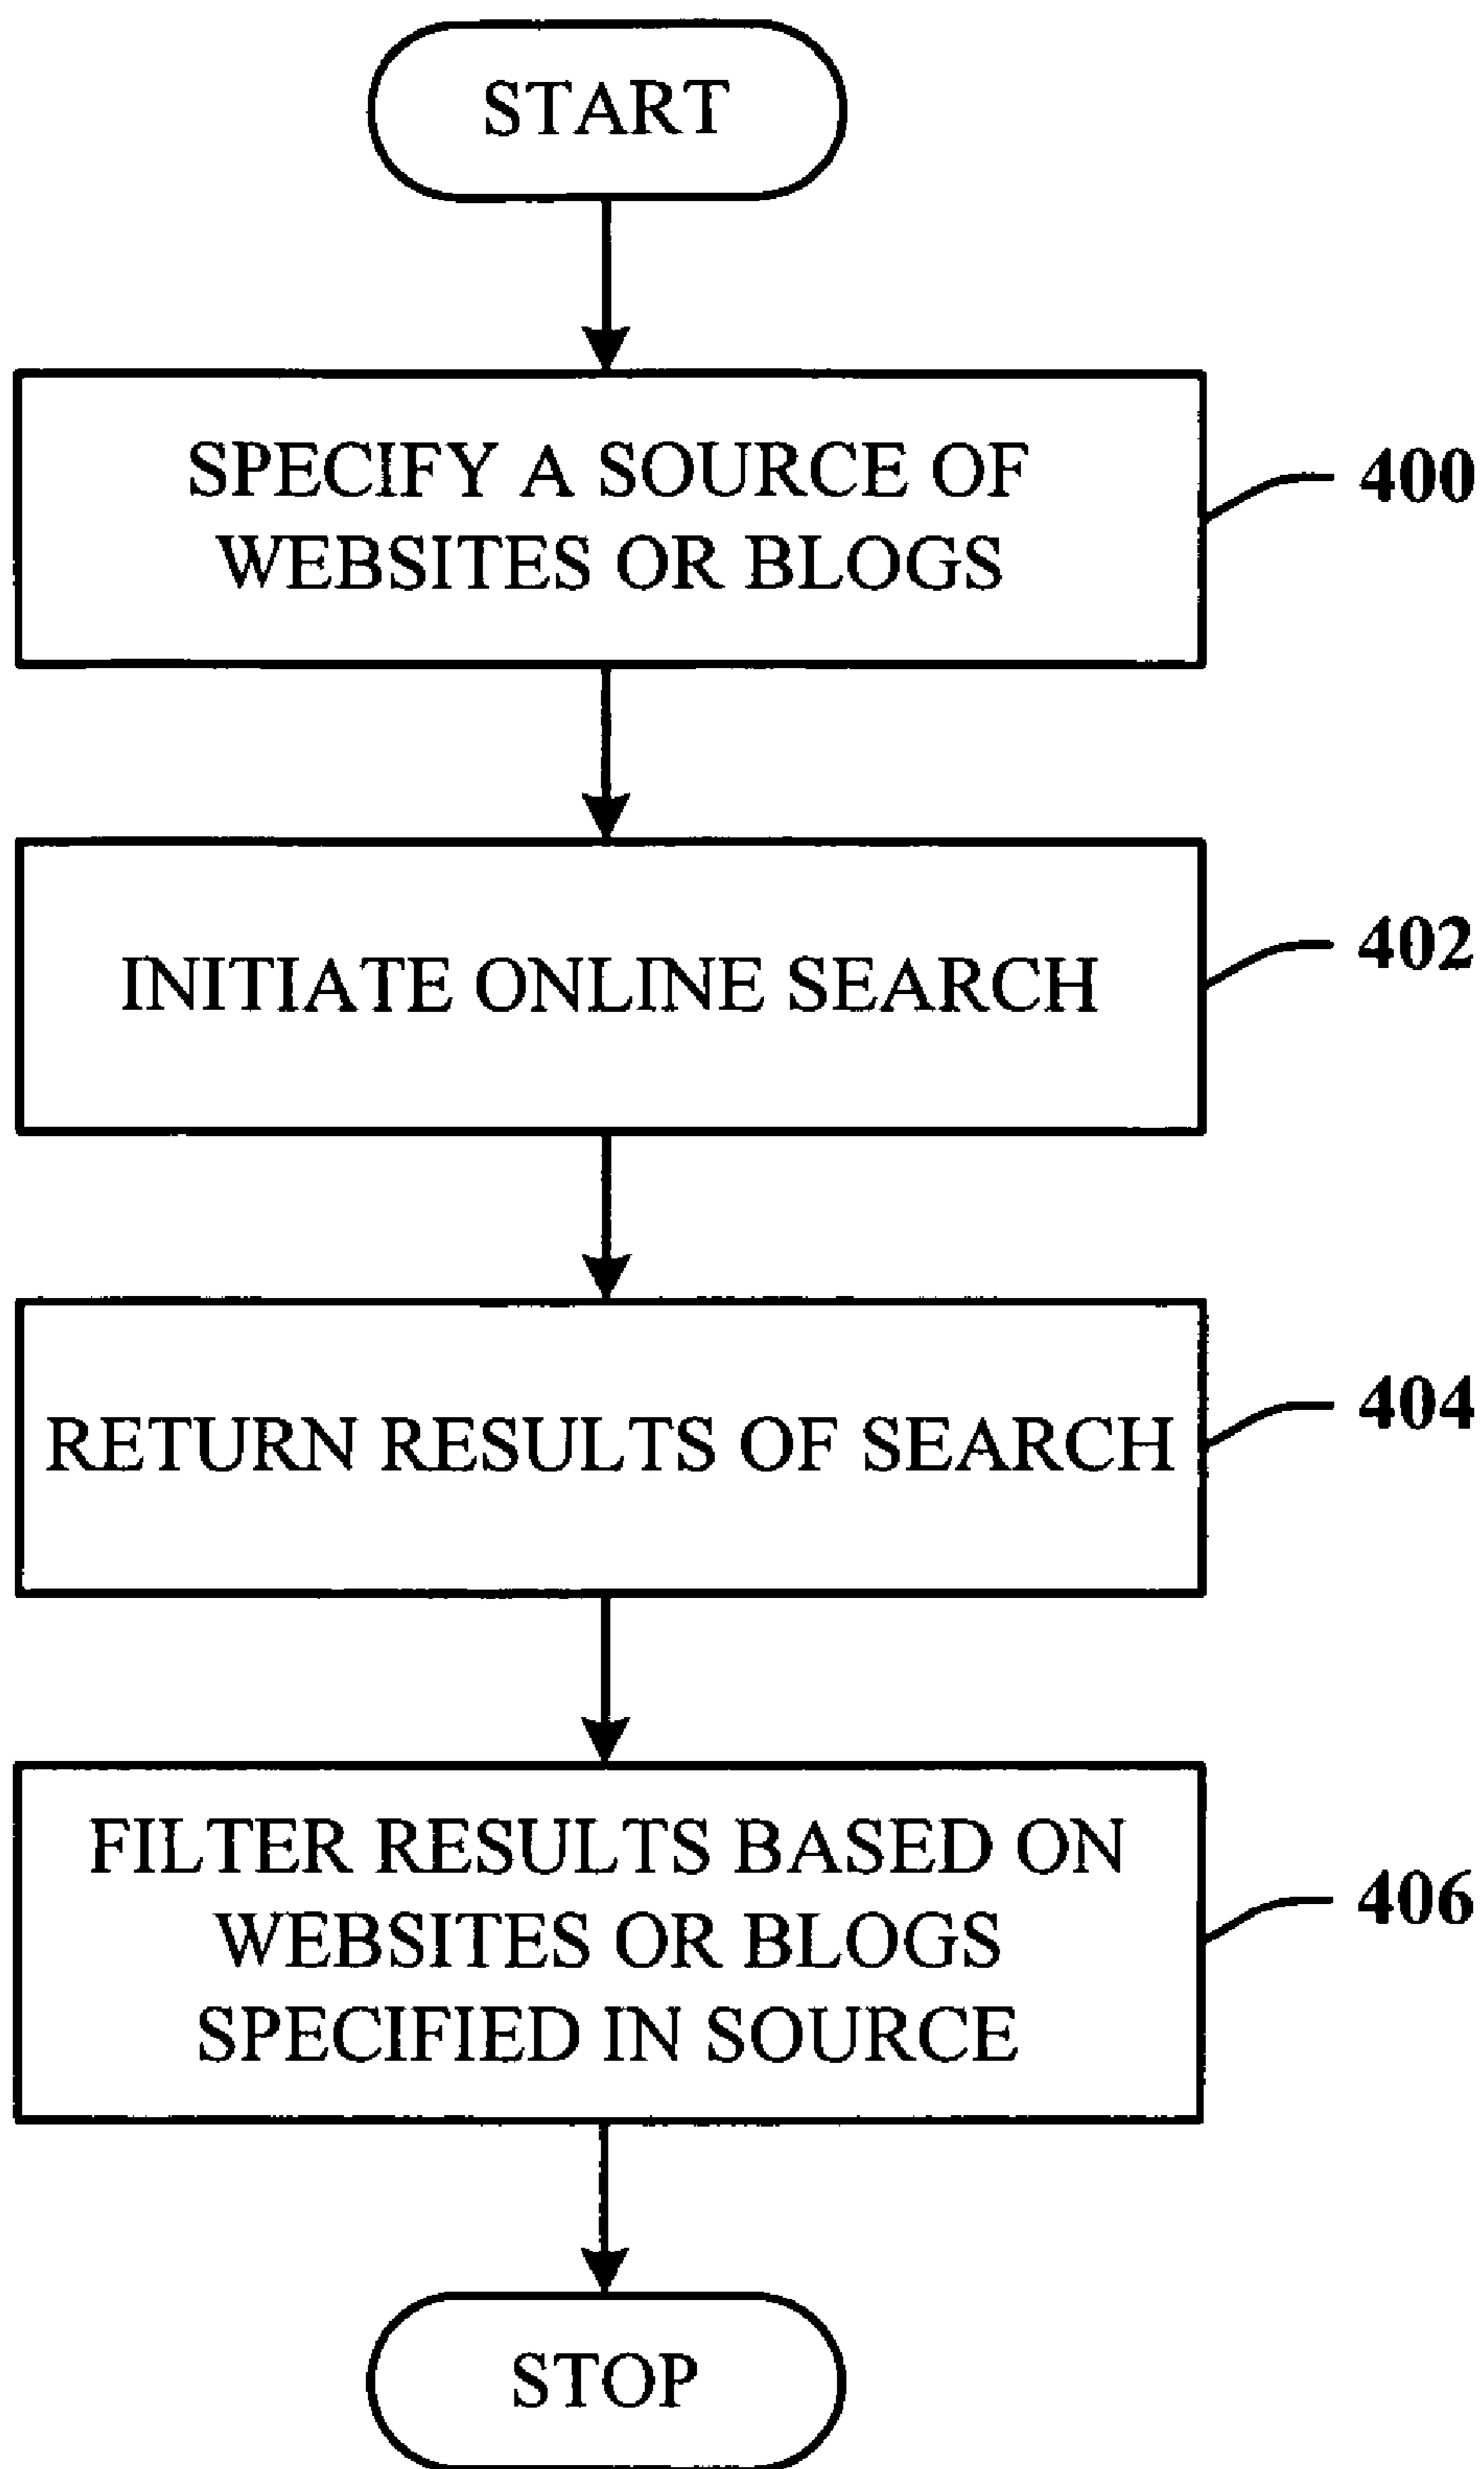 START
SPECIFY A SOURCE OF
WEBSITES OR BLOGS
400
INITIATE ONLINE SEARCH
402
RETURN RESULTS OF SEARCH
404
FILTER RESULTS BASED ON
WEBSITES OR BLOGS
SPECIFIED IN SOURCE
406
STOP